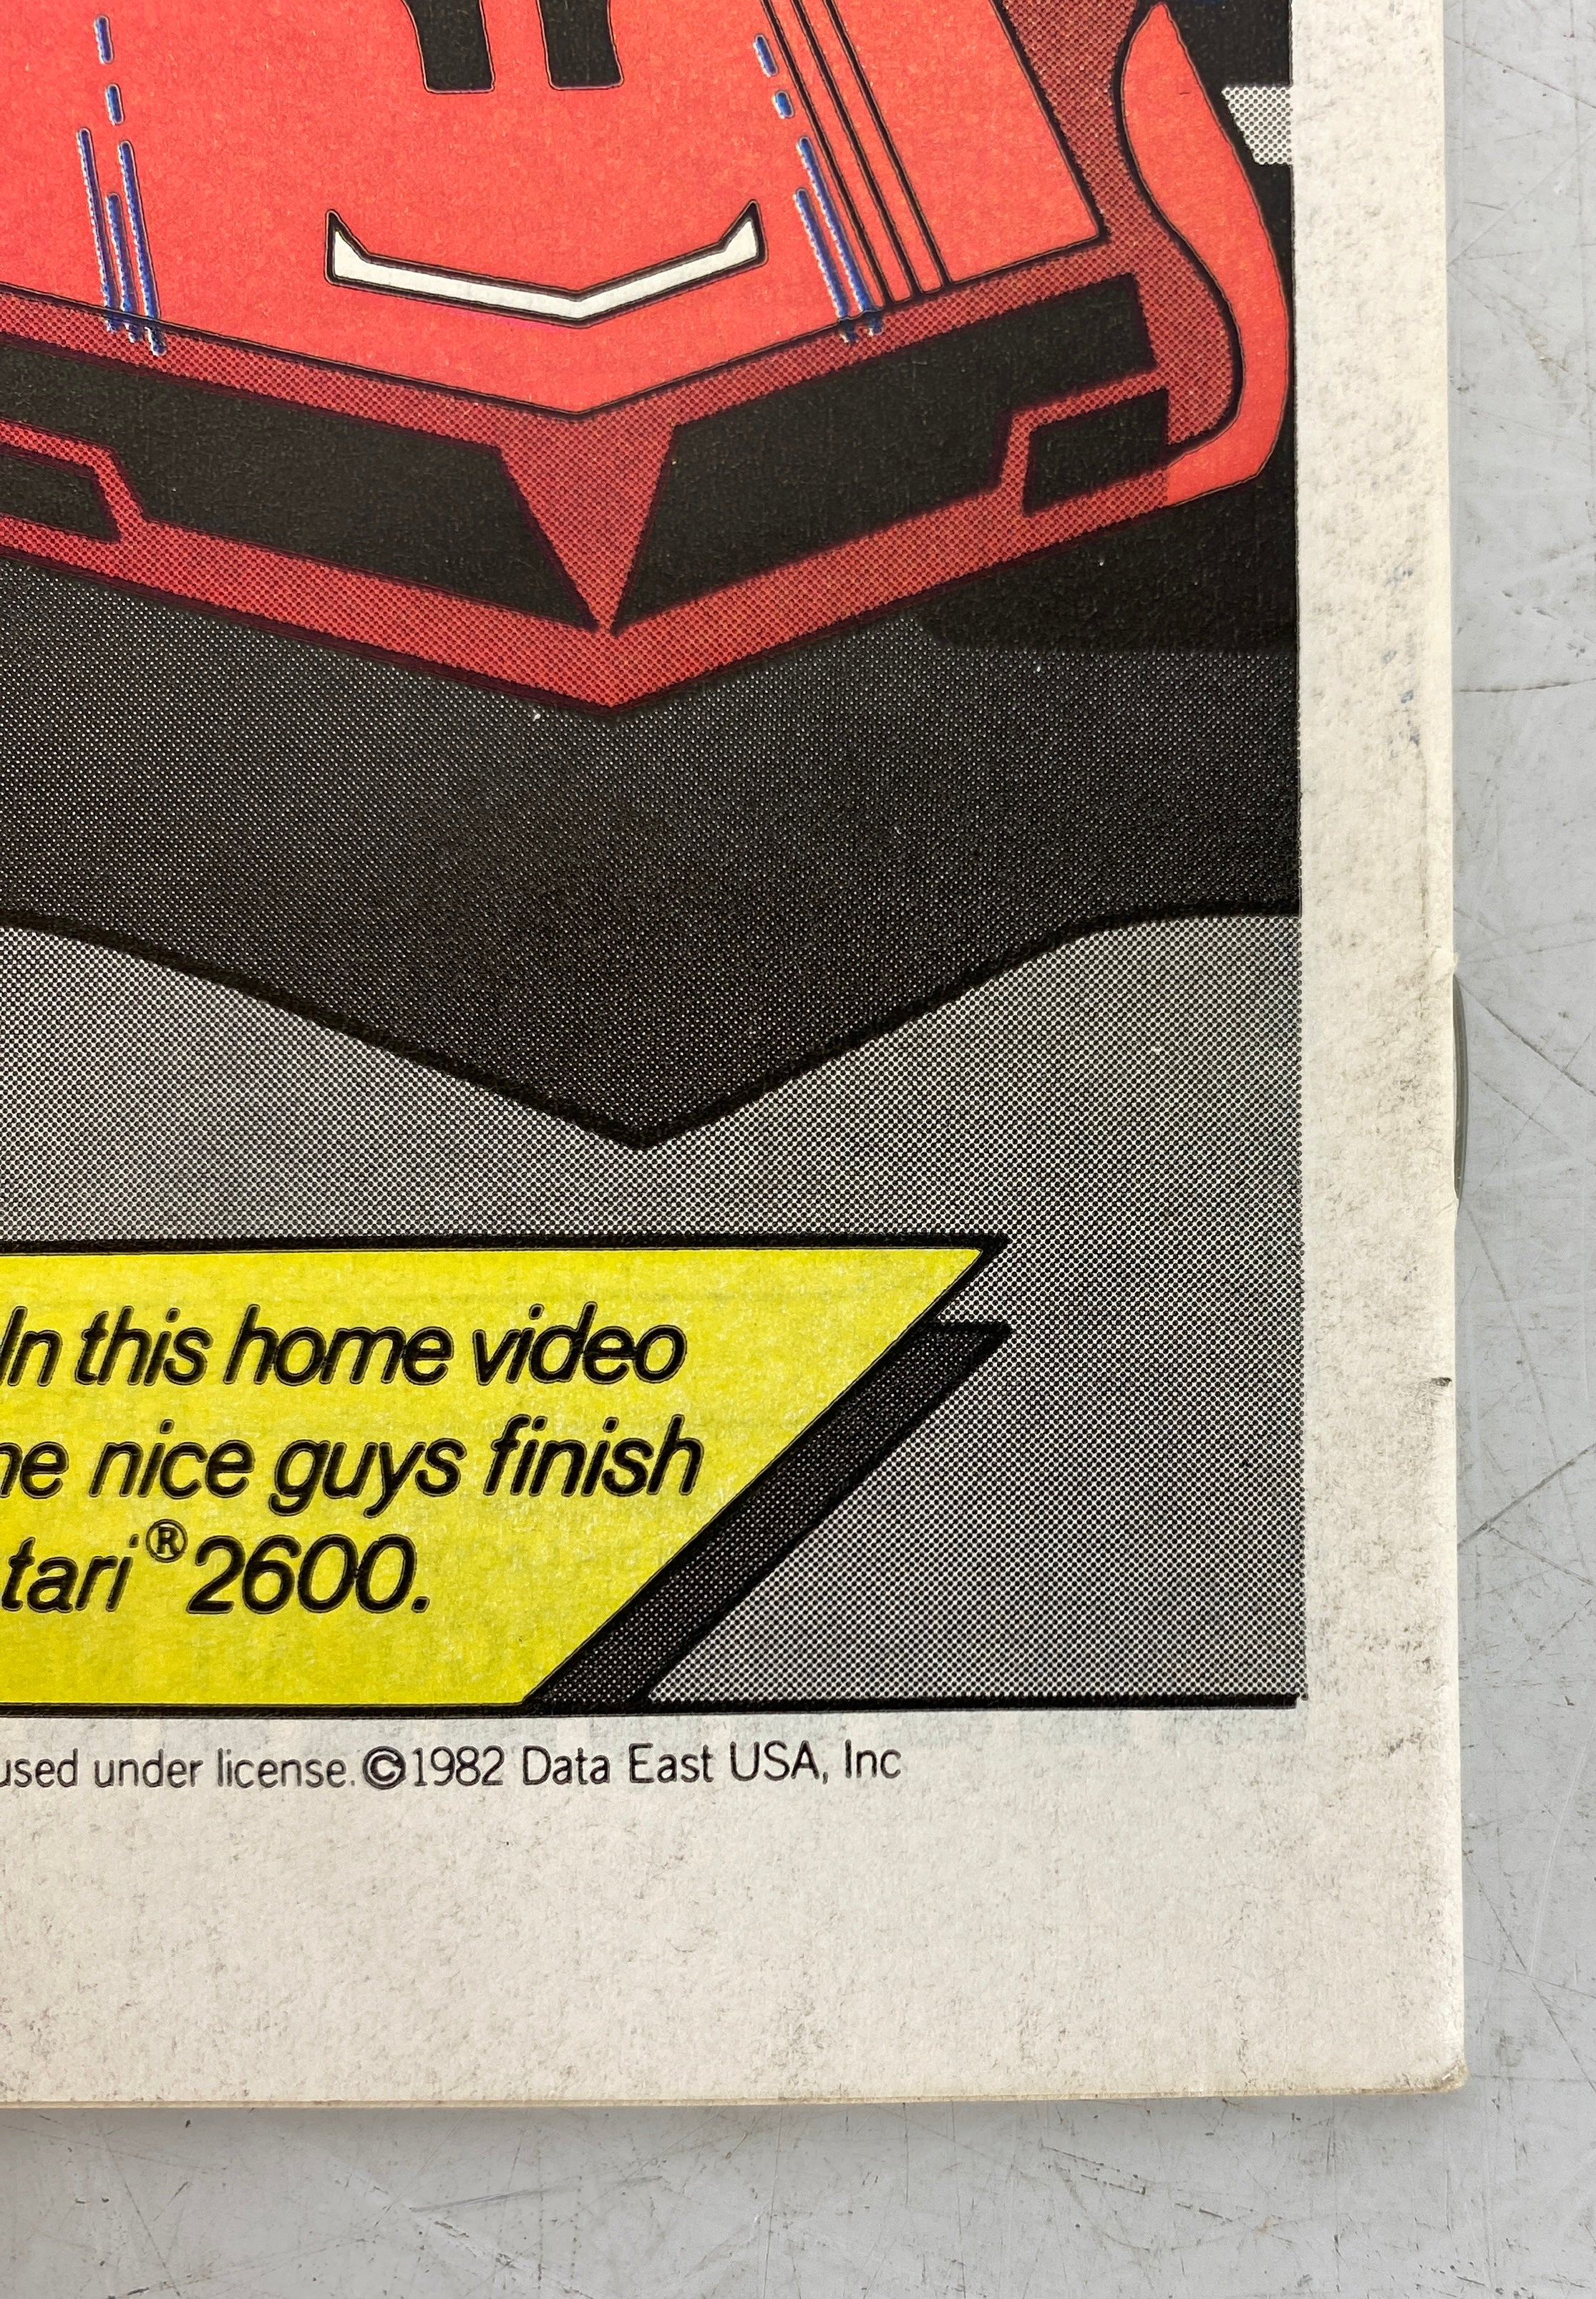 In this home video
ne nice guys finish
tari® 2600.
used under license. ©1982 Data East USA, Inc